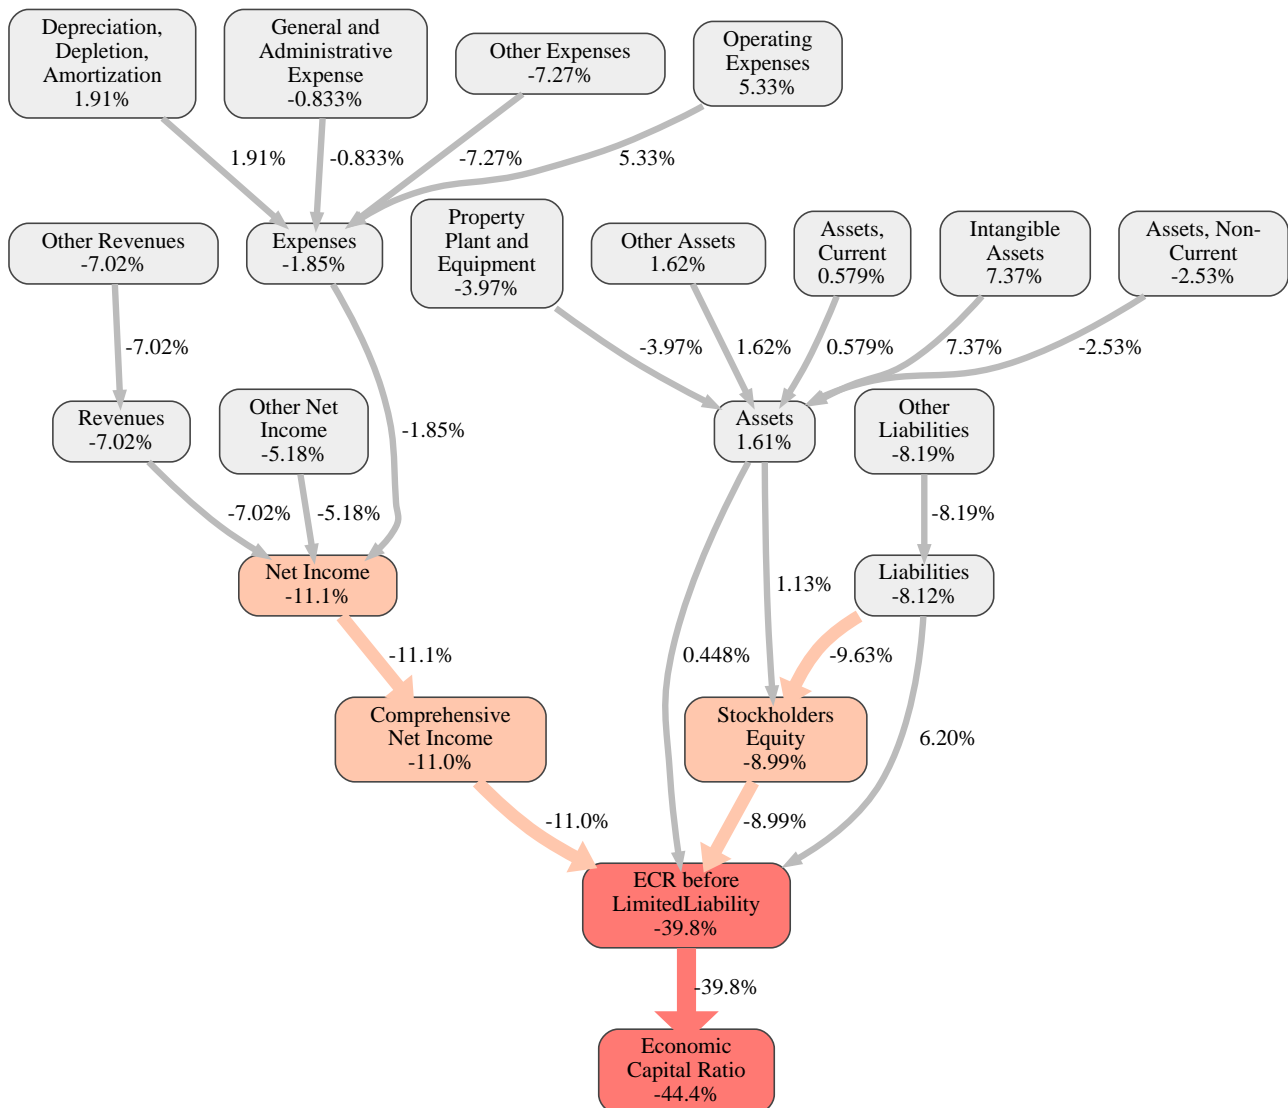 Depreciation,
Depletion,
Amortization
1.91%
General and
Administrative
Expense
-0.833%
Other Expenses
-7.27%
Operating
Expenses
5.33%
1.91%
-0.833%
-7.27%
5.33%
Other Revenues
-7.02%
Expenses
-1.85%
Property
Plant and
Equipment
-3.97%
Other Assets
1.62%
Assets,
Current
0.579%
Intangible
Assets
7.37%
Assets, Non-
Current
-2.53%
-7.02%
-3.97%
1.62%
0.579%
7.37%
-2.53%
Revenues
-7.02%
Other Net
Income
-5.18%
-1.85%
Assets
1.61%
Other
Liabilities
-8.19%
-7.02%
-5.18%
-8.19%
Net Income
-11.1%
1.13%
Liabilities
-8.12%
-11.1%
0.448%
-9.63%
Comprehensive
Net Income
-11.0%
Stockholders
Equity
-8.99%
6.20%
-11.0%
-8.99%
ECR before
LimitedLiability
-39.8%
-39.8%
Economic
Capital Ratio
-44.4%